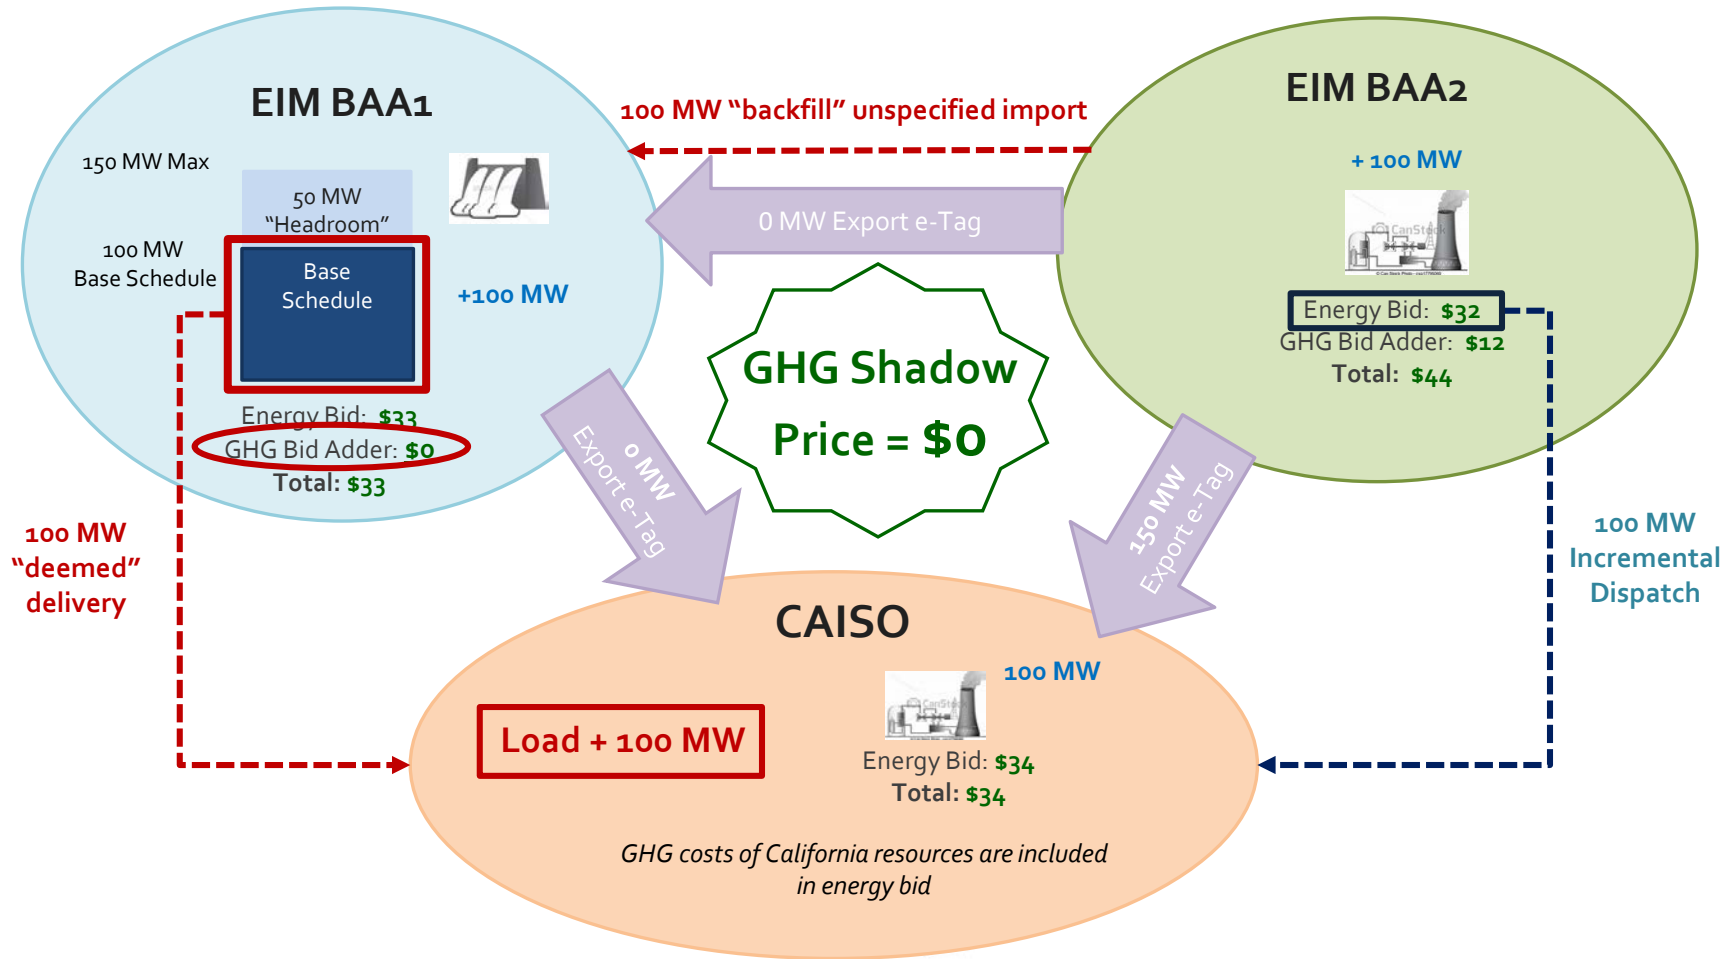 EIM BAA1
150 MW Max
50 MW
“Headroom”
100 MW
Base Schedule
Base
Schedule
+100 MW
Energy Bid: $33
GHG Bid Adder: $0
Total: $33
100 MW “backfill” unspecified import
0 MW Export e-Tag
EIM BAA2
+ 100 MW
CanStock
© Can Stock Photo
Energy Bid: $32
GHG Bid Adder: $12
Total: $44
GHG Shadow
Price = $0
0 MW
Export e-Tag
150 MW
Export e-Tag
100 MW
“deemed”
delivery
100 MW
Incremental
Dispatch
CAISO
100 MW
Load + 100 MW
Energy Bid: $34
Total: $34
GHG costs of California resources are included
in energy bid